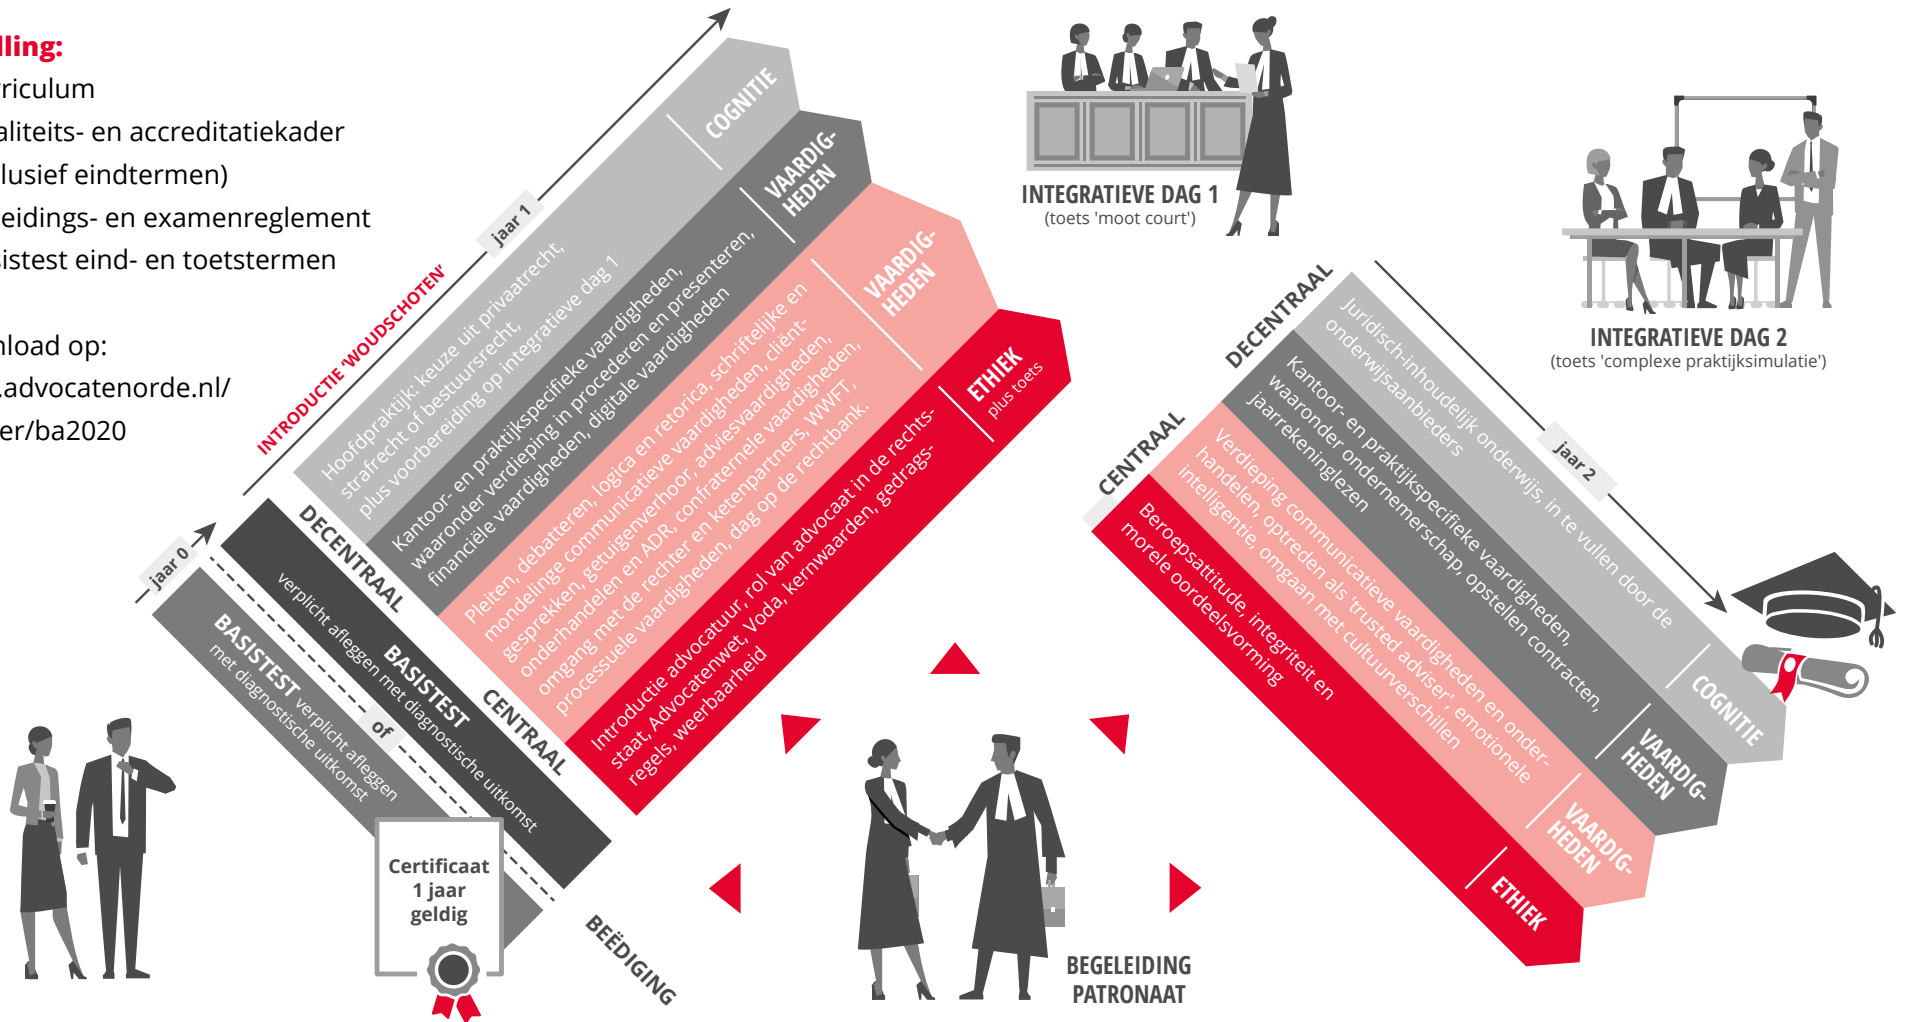 lling:
rriculum
aliteits- en accreditatiekader
lusief eindtermen)
leidings- en examenreglement
sistest eind- en toetstermen
nload op:
.advocatenorde.nl/
er/ba2020
jaar 0
BASISTEST verplicht afleggen
met diagnostische uitkomst
of
BASISTEST
verplicht afleggen met diagnostische uitkomst
Certificaat
1 jaar
geldig
BEËDIGING
INTRODUCTIE 'WOUDSCHOTEN'
jaar 1
DECENTRAAL
Hoofdpraktijk: keuze uit privaatrecht,
strafrecht of bestuursrecht,
plus voorbereiding op integratieve dag 1
COGNITIE
Kantoor- en praktijkspecifieke vaardigheden,
waaronder verdieping in procederen en presenteren,
financiële vaardigheden, digitale vaardigheden
VAARDIG-
HEDEN
CENTRAAL
Pleiten, debatteren, logica en retorica, schriftelijke en
mondelinge communicatieve vaardigheden, cliënt-
gesprekken, getuigenverhoor, adviesvaardigheden,
onderhandelen en ADR, confraternele vaardigheden,
omgang met de rechter en ketenpartners, WWFT,
processuele vaardigheden, dag op de rechtbank.
VAARDIG-
HEDEN
Introductie advocatuur, rol van advocaat in de rechts-
staat, Advocatenwet, Voda, kernwaarden, gedrags-
regels, weerbaarheid
ETHIEK
plus toets
INTEGRATIEVE DAG 1
(toets 'moot court')
INTEGRATIEVE DAG 2
(toets 'complexe praktijksimulatie')
jaar 2
DECENTRAAL
Juridisch-inhoudelijk onderwijs, in te vullen door de
onderwijsaanbieders
COGNITIE
Kantoor- en praktijkspecifieke vaardigheden,
waaronder ondernemerschap, opstellen contracten,
jaarrekeninglezen
VAARDIG-
HEDEN
CENTRAAL
Verdieping communicatieve vaardigheden en onder-
handelen, optreden als 'trusted adviser', emotionele
intelligentie, omgaan met cultuurverschillen
VAARDIG-
HEDEN
Beroepsattitude, integriteit en
morele oordeelsvorming
ETHIEK
BEGELEIDING
PATRONAAT